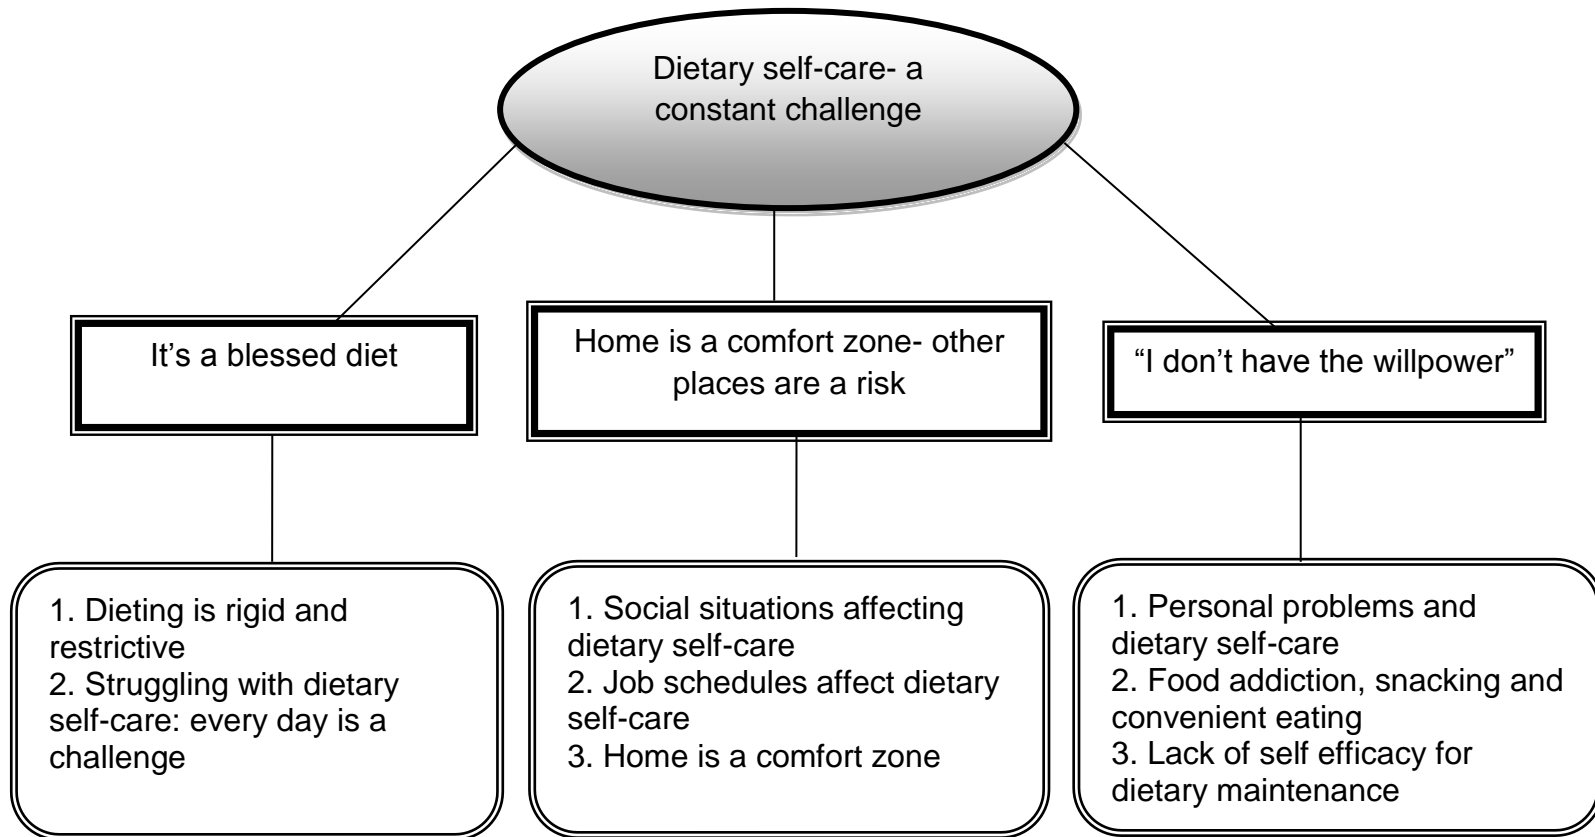 Dietary self-care- a
constant challenge
It’s a blessed diet
Home is a comfort zone- other
places are a risk
“I don’t have the willpower”
1. Dieting is rigid and
restrictive
2. Struggling with dietary
self-care: every day is a
challenge
1. Social situations affecting
dietary self-care
2. Job schedules affect dietary
self-care
3. Home is a comfort zone
1. Personal problems and
dietary self-care
2. Food addiction, snacking and
convenient eating
3. Lack of self efficacy for
dietary maintenance